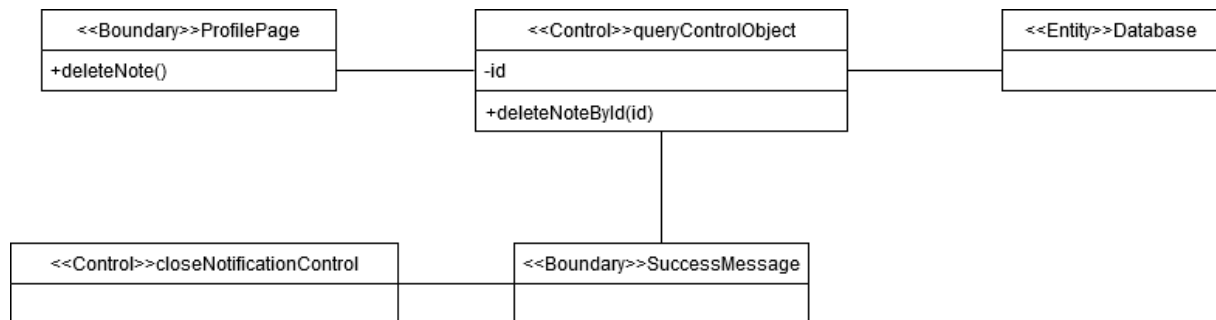 <<Boundary>>ProfilePage
+deleteNote()
<<Control>>queryControlObject
-id
+deleteNoteById(id)
<<Entity>>Database
<<Control>>closeNotificationControl
<<Boundary>>SuccessMessage